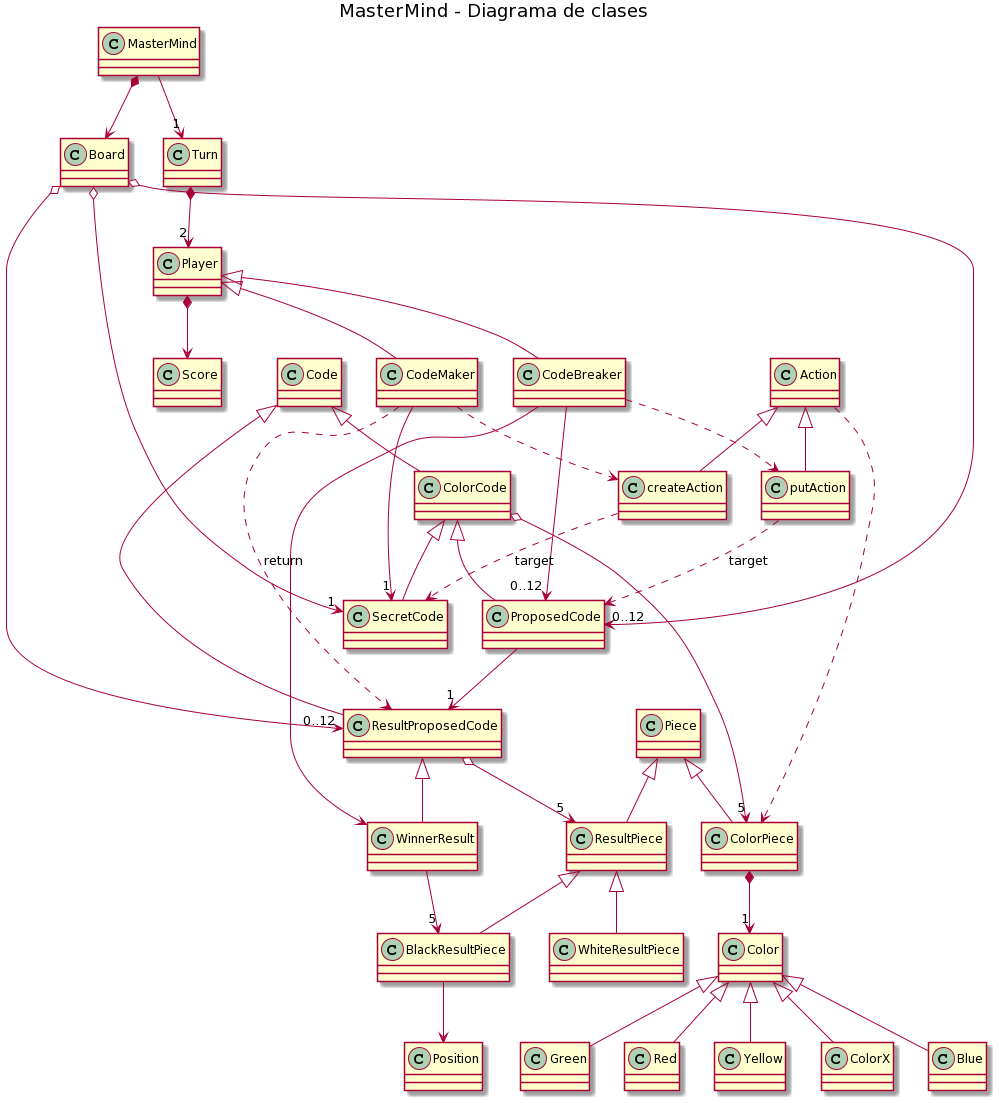 MasterMind - Diagrama de clases
C MasterMind
1
C Board
C Turn
2
C Player
C Score
C Code
C CodeMaker
C CodeBreaker
C Action
C ColorCode
C createAction
C putAction
return
target
target
1
1
0..12
0..12
C SecretCode
C ProposedCode
1
0..12
C ResultProposedCode
C Piece
5
5
C WinnerResult
C ResultPiece
C ColorPiece
5
1
C BlackResultPiece
C WhiteResultPiece
C Color
C Position
C Green
C Red
C Yellow
C ColorX
C Blue